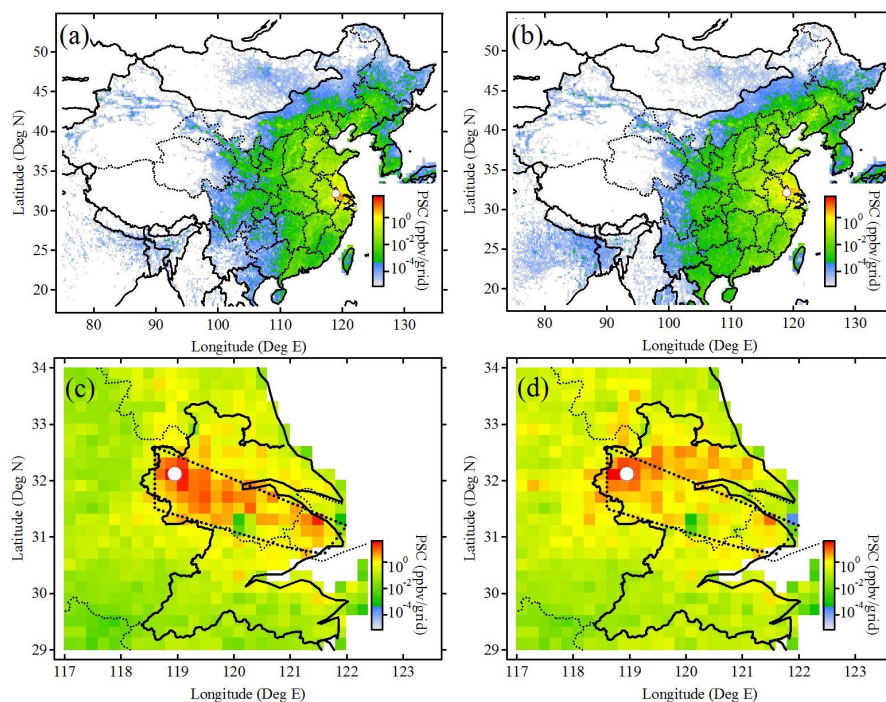 (a)
50
45
40
35
30
25
20
Latitude (Deg N)
80 90 100 110 120 130
Longitude (Deg E)
PSC (ppbv/grid)
10^0
10^-2
10^-4
(b)
50
45
40
35
30
25
20
Latitude (Deg N)
80 90 100 110 120 130
Longitude (Deg E)
PSC (ppbv/grid)
10^0
10^-2
10^-4
(c)
34
33
32
31
30
29
Latitude (Deg N)
117 118 119 120 121 122 123
Longitude (Deg E)
PSC (ppbv/grid)
10^0
10^-2
10^-4
(d)
34
33
32
31
30
29
Latitude (Deg N)
117 118 119 120 121 122 123
Longitude (Deg E)
PSC (ppbv/grid)
10^0
10^-2
10^-4